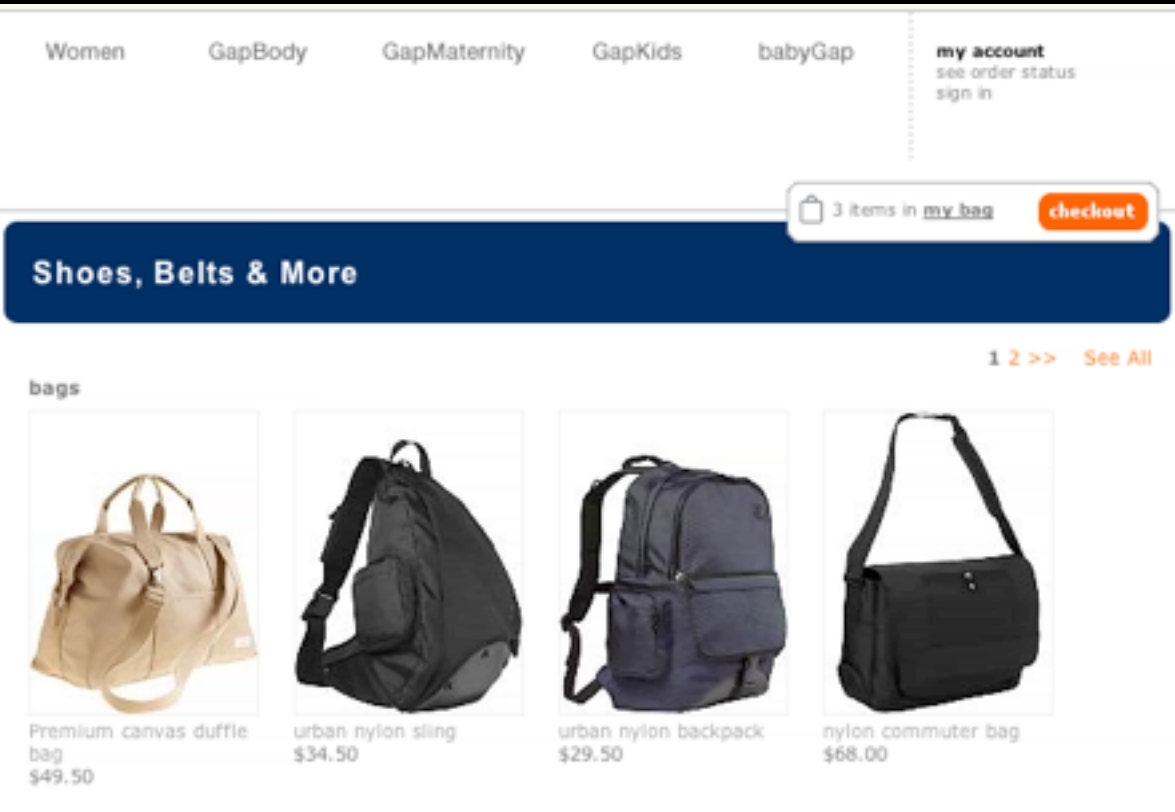 Women GapBody GapMaternity GapKids babyGap
my account
see order status
sign in
3 items in my bag checkout
Shoes, Belts & More
1 2 >> See All
bags
Premium canvas duffle
bag
$49.50
urban nylon sling
$34.50
urban nylon backpack
$29.50
nylon commuter bag
$68.00